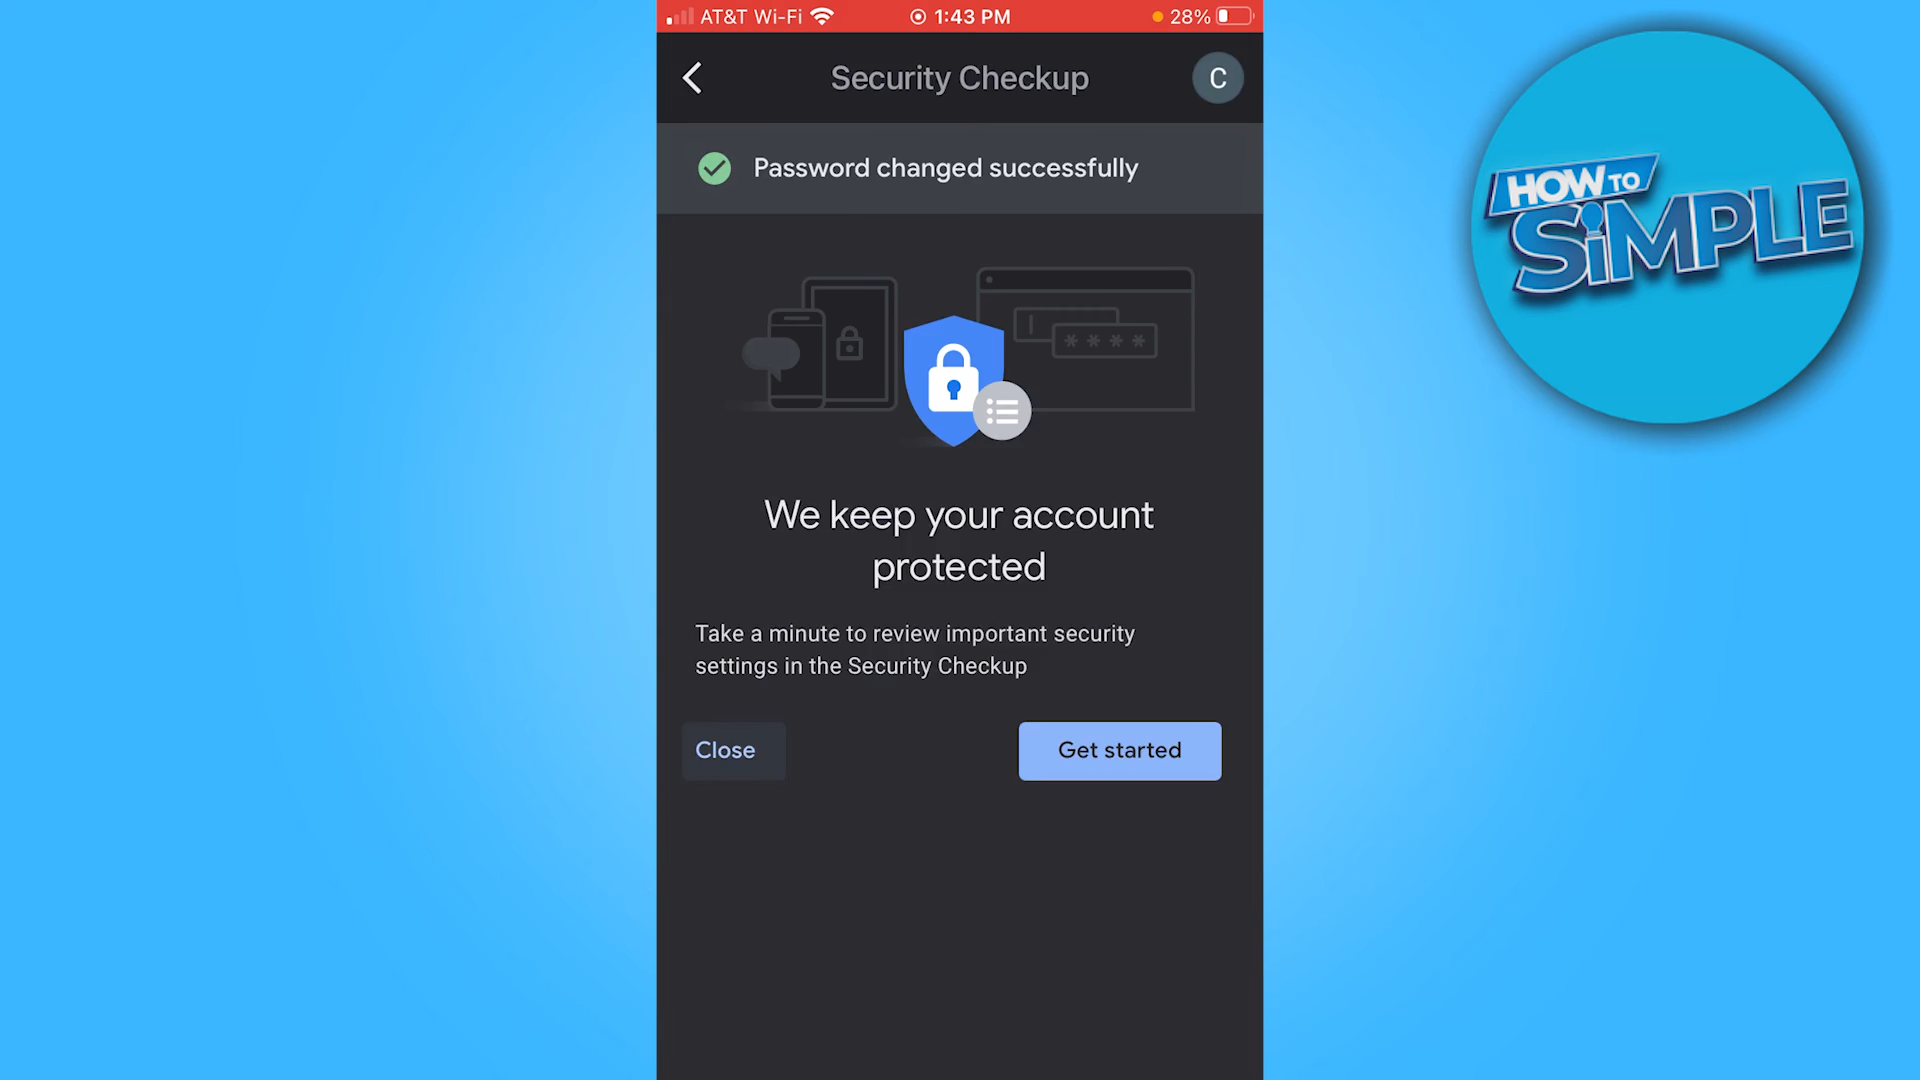 AT&T Wi-Fi 1:43 PM 28%
Security Checkup C
Password changed successfully
* * * *
We keep your account
protected
Take a minute to review important security
settings in the Security Checkup
Close Get started
HOW TO
SiMPLE